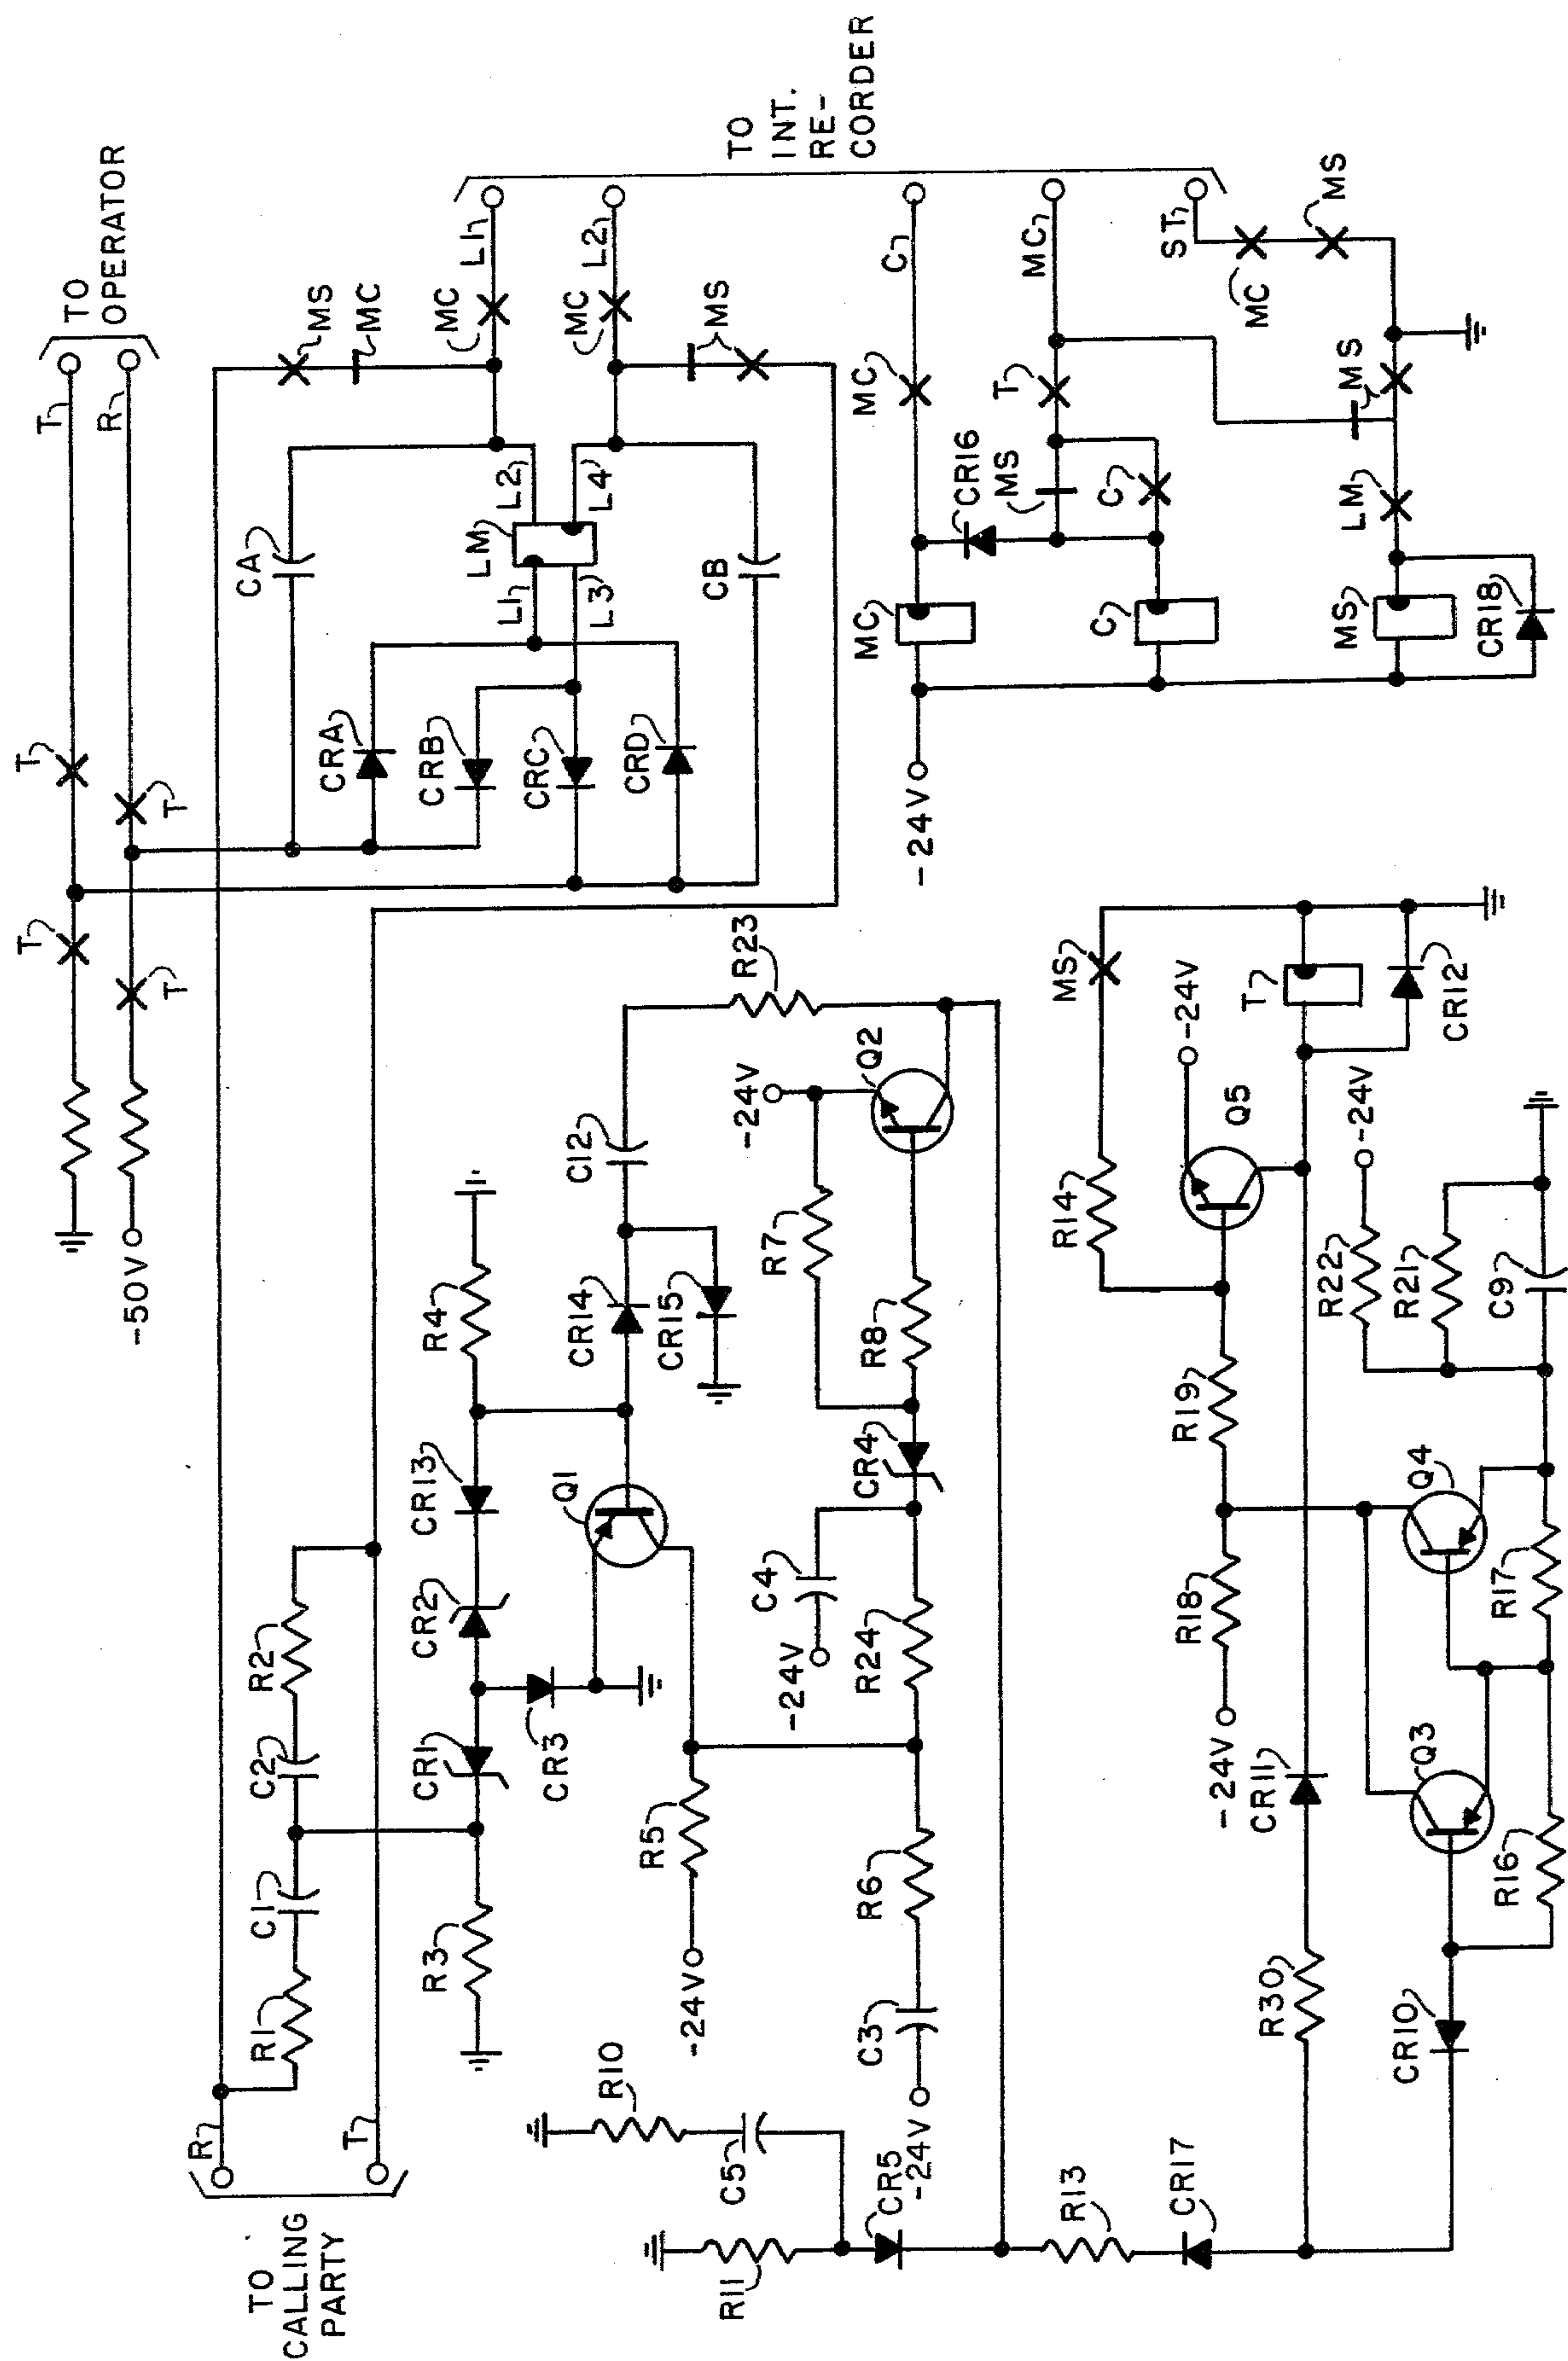 TO
OPERATOR
T
R
T
T
T
T
-50V
MS
MC
MC
L1
MC
L2
MS
TO
INT.
RE-
CORDER
CA
L2
LM
L4
L1
L3
CB
CRA
CRB
CRC
CRD
MC
C
MC
T
CR16
MS
C
MC
C
ST
MC
MS
MS
LM
MS
CR18
-24V
TO
CALLING
PARTY
R
T
R1
C1
C2
R2
R3
CR1
CR2
CR13
R4
CR3
Q1
CR14
CR15
C12
R23
R5
-24V
R7
-24V
Q2
R8
CR4
C4
-24V
R24
R6
C3
-24V
R10
C5
R11
CR5
R13
CR17
MS
R14
-24V
Q5
T
CR12
R19
R18
-24V
CR11
R30
R22
-24V
R21
C9
Q4
R17
Q3
R16
CR10